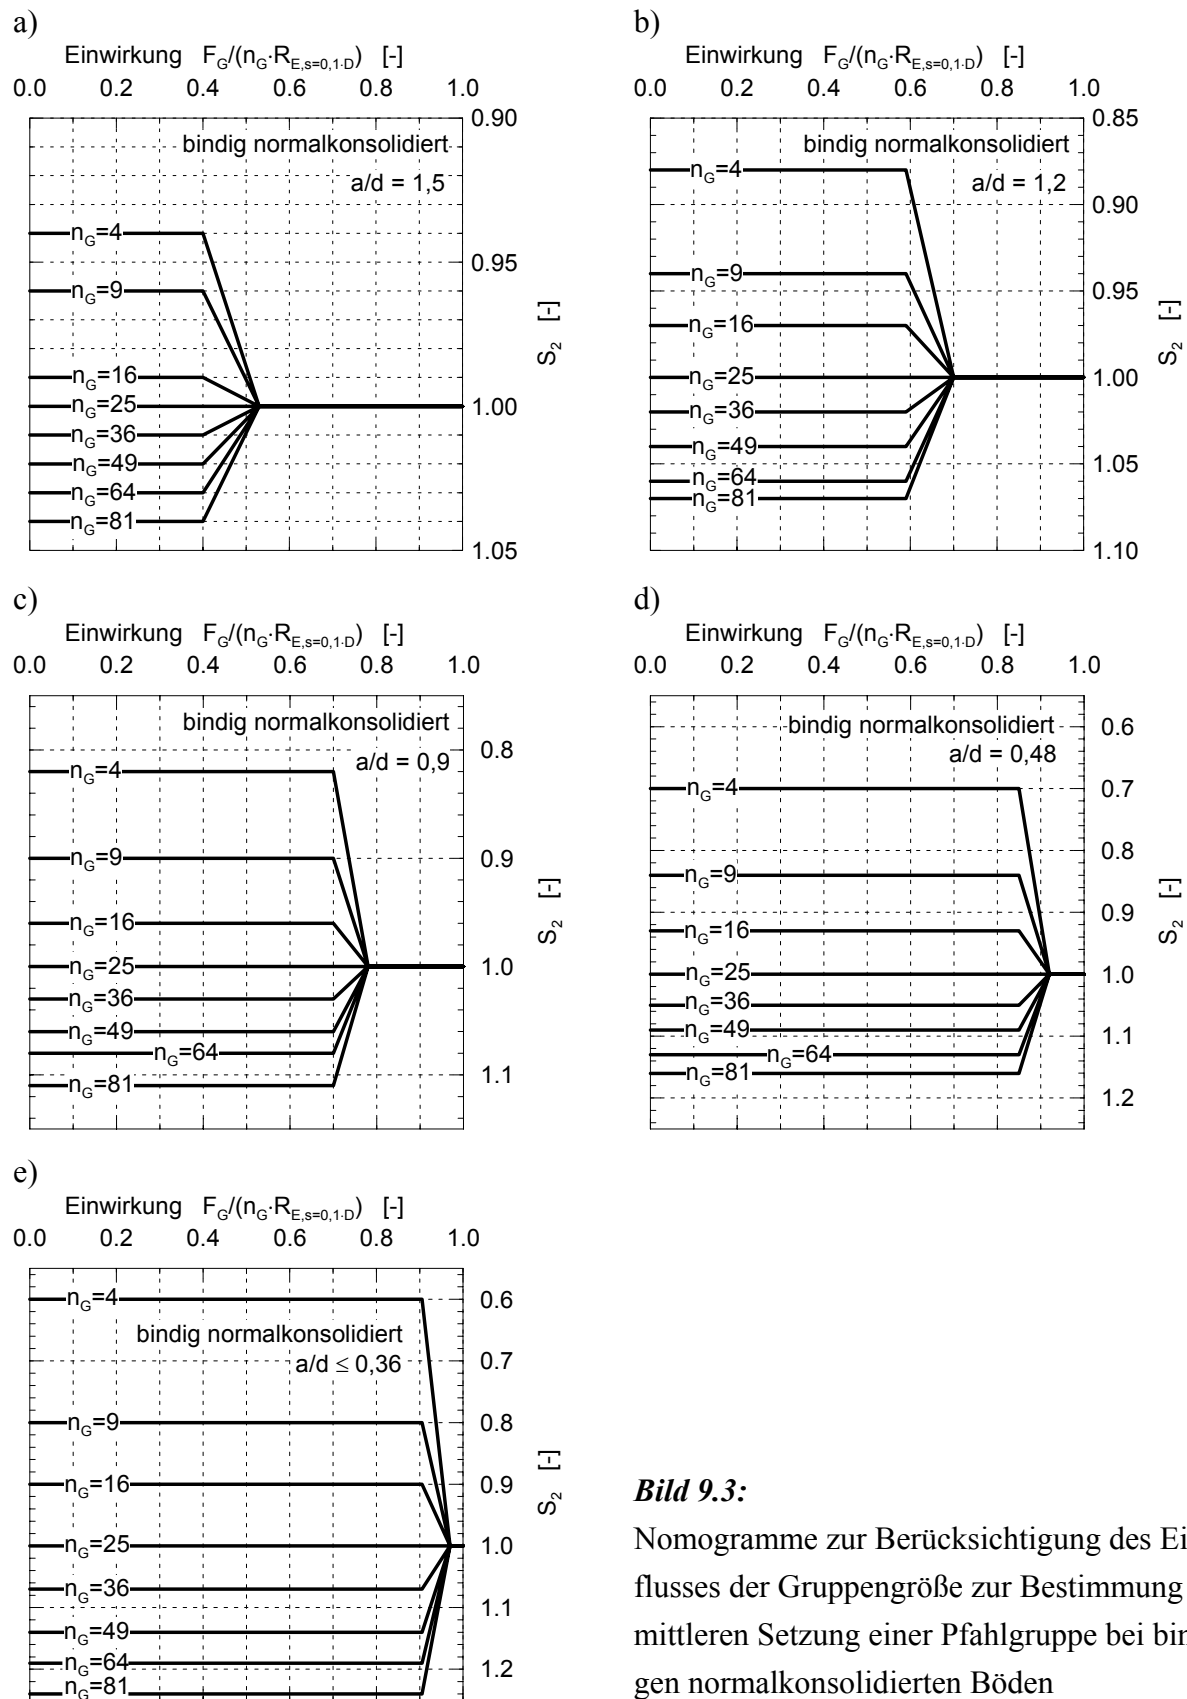 a)
Einwirkung F_G/(n_G·R_E,s=0,1·D) [-]
0.0 0.2 0.4 0.6 0.8 1.0
0.90
bindig normalkonsolidiert
a/d = 1,5
n_G=4
0.95
n_G=9
S_2 [-]
n_G=16
n_G=25
1.00
n_G=36
n_G=49
n_G=64
n_G=81
1.05
b)
Einwirkung F_G/(n_G·R_E,s=0,1·D) [-]
0.0 0.2 0.4 0.6 0.8 1.0
0.85
bindig normalkonsolidiert
n_G=4
a/d = 1,2
0.90
n_G=9
0.95
S_2 [-]
n_G=16
n_G=25
1.00
n_G=36
n_G=49
1.05
n_G=64
n_G=81
1.10
c)
Einwirkung F_G/(n_G·R_E,s=0,1·D) [-]
0.0 0.2 0.4 0.6 0.8 1.0
bindig normalkonsolidiert
0.8
a/d = 0,9
n_G=4
n_G=9
0.9
S_2 [-]
n_G=16
n_G=25
1.0
n_G=36
n_G=49
n_G=64
1.1
n_G=81
d)
Einwirkung F_G/(n_G·R_E,s=0,1·D) [-]
0.0 0.2 0.4 0.6 0.8 1.0
bindig normalkonsolidiert
0.6
a/d = 0,48
n_G=4
0.7
0.8
n_G=9
0.9
S_2 [-]
n_G=16
n_G=25
1.0
n_G=36
n_G=49
1.1
n_G=64
n_G=81
1.2
e)
Einwirkung F_G/(n_G·R_E,s=0,1·D) [-]
0.0 0.2 0.4 0.6 0.8 1.0
n_G=4
0.6
bindig normalkonsolidiert
a/d ≤ 0,36
0.7
n_G=9
0.8
n_G=16
0.9
S_2 [-]
n_G=25
1.0
n_G=36
1.1
n_G=49
n_G=64
1.2
n_G=81
Bild 9.3:
Nomogramme zur Berücksichtigung des Ei
flusses der Gruppengröße zur Bestimmung
mittleren Setzung einer Pfahlgruppe bei bin
gen normalkonsolidierten Böden